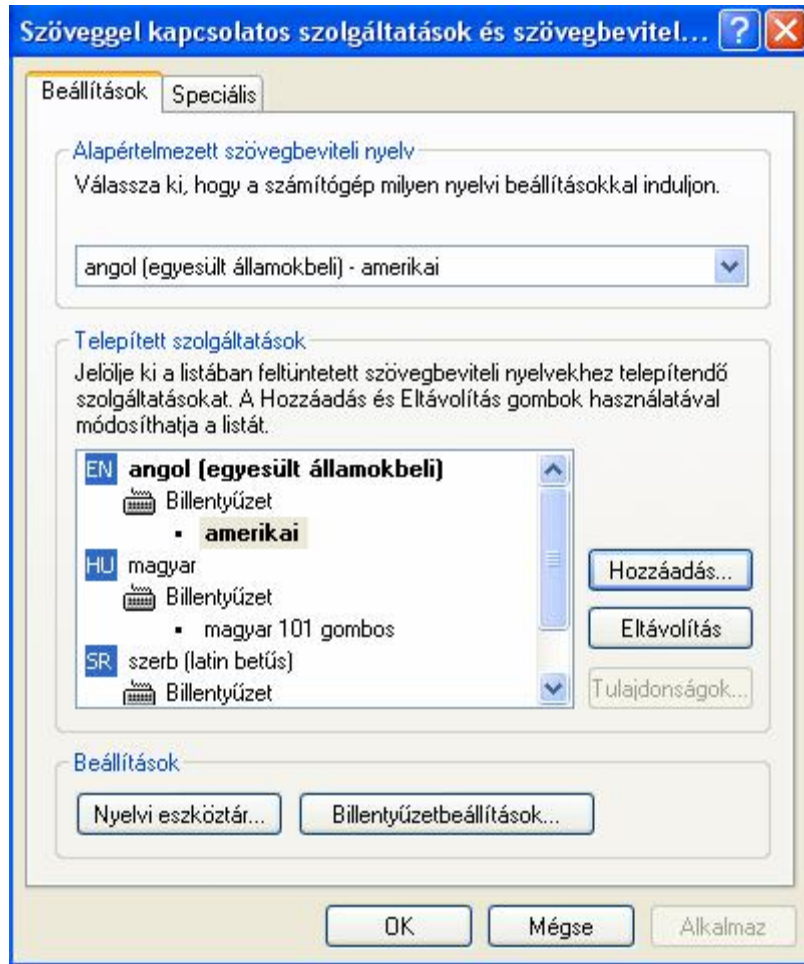 Szöveggel kapcsolatos szolgáltatások és szövegbevitel...
Beállítások
Speciális
Alapértelmezett szövegbeviteli nyelv
Válassza ki, hogy a számítógép milyen nyelvi beállításokkal induljon.
angol (egyesült államokbeli) - amerikai
Telepített szolgáltatások
Jelölje ki a listában feltüntetett szövegbeviteli nyelvekhez telepítendő
szolgáltatásokat. A Hozzáadás és Eltávolítás gombok használatával
módosíthatja a listát.
EN angol (egyesült államokbeli)
Billentyűzet
• amerikai
HU magyar
Billentyűzet
• magyar 101 gombos
SR szerb (latin betűs)
Billentyűzet
Hozzáadás...
Eltávolítás
Tulajdonságok...
Beállítások
Nyelvi eszköztár...
Billentyűzetbeállítások...
OK
Mégse
Alkalmaz